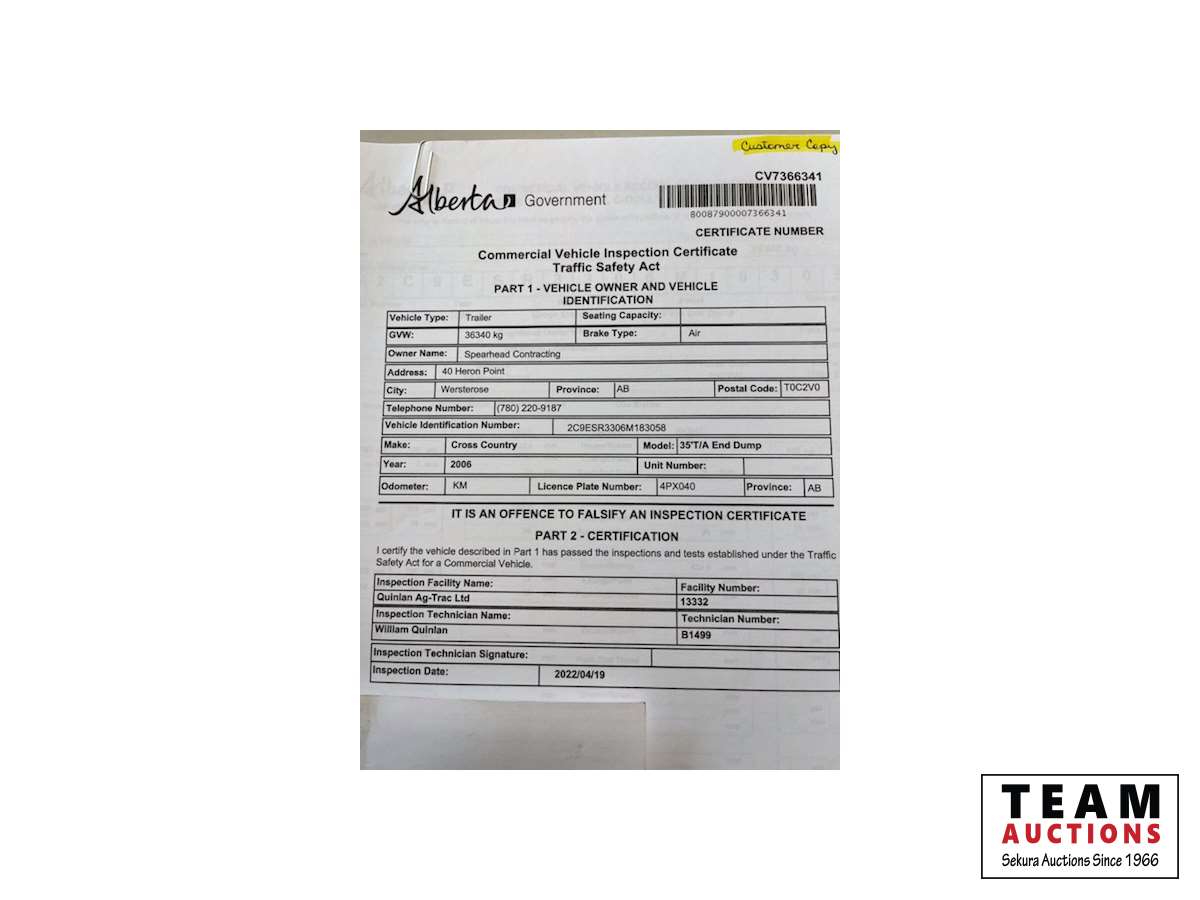 Customer Copy
CV7366341
Alberta Government
80087900007366341
CERTIFICATE NUMBER
Commercial Vehicle Inspection Certificate
Traffic Safety Act
PART 1 - VEHICLE OWNER AND VEHICLE
IDENTIFICATION
Vehicle Type: Trailer Seating Capacity:
GVW: 36340 kg Brake Type: Air
Owner Name: Spearhead Contracting
Address: 40 Heron Point
City: Wersterose Province: AB Postal Code: T0C2V0
Telephone Number: (780) 220-9187
Vehicle Identification Number: 2C9ESR3306M183058
Make: Cross Country Model: 35'T/A End Dump
Year: 2006 Unit Number:
Odometer: KM Licence Plate Number: 4PX040 Province: AB
IT IS AN OFFENCE TO FALSIFY AN INSPECTION CERTIFICATE
PART 2 - CERTIFICATION
I certify the vehicle described in Part 1 has passed the inspections and tests established under the Traffic
Safety Act for a Commercial Vehicle.
Inspection Facility Name: Facility Number:
Quinlan Ag-Trac Ltd 13332
Inspection Technician Name: Technician Number:
William Quinlan B1499
Inspection Technician Signature:
Inspection Date: 2022/04/19
TEAM
AUCTIONS
Sekura Auctions Since 1966